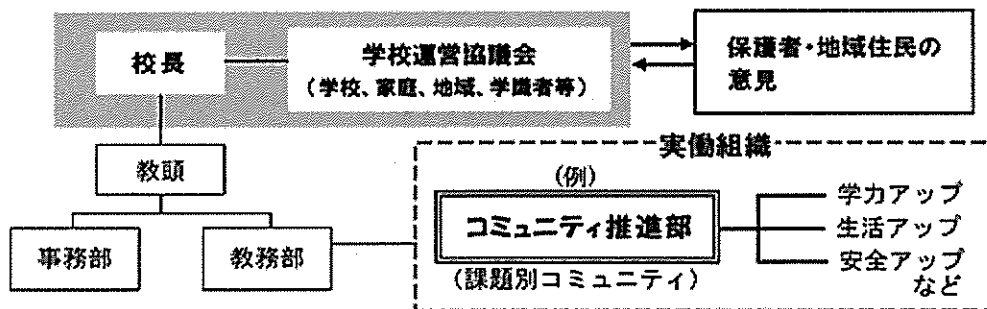 校長
学校運営協議会
（学校、家庭、地域、学識者等）
保護者・地域住民の
意見
教頭
事務部
教務部
実働組織
（例）
コミュニティ推進部
（課題別コミュニティ）
学力アップ
生活アップ
安全アップ
など